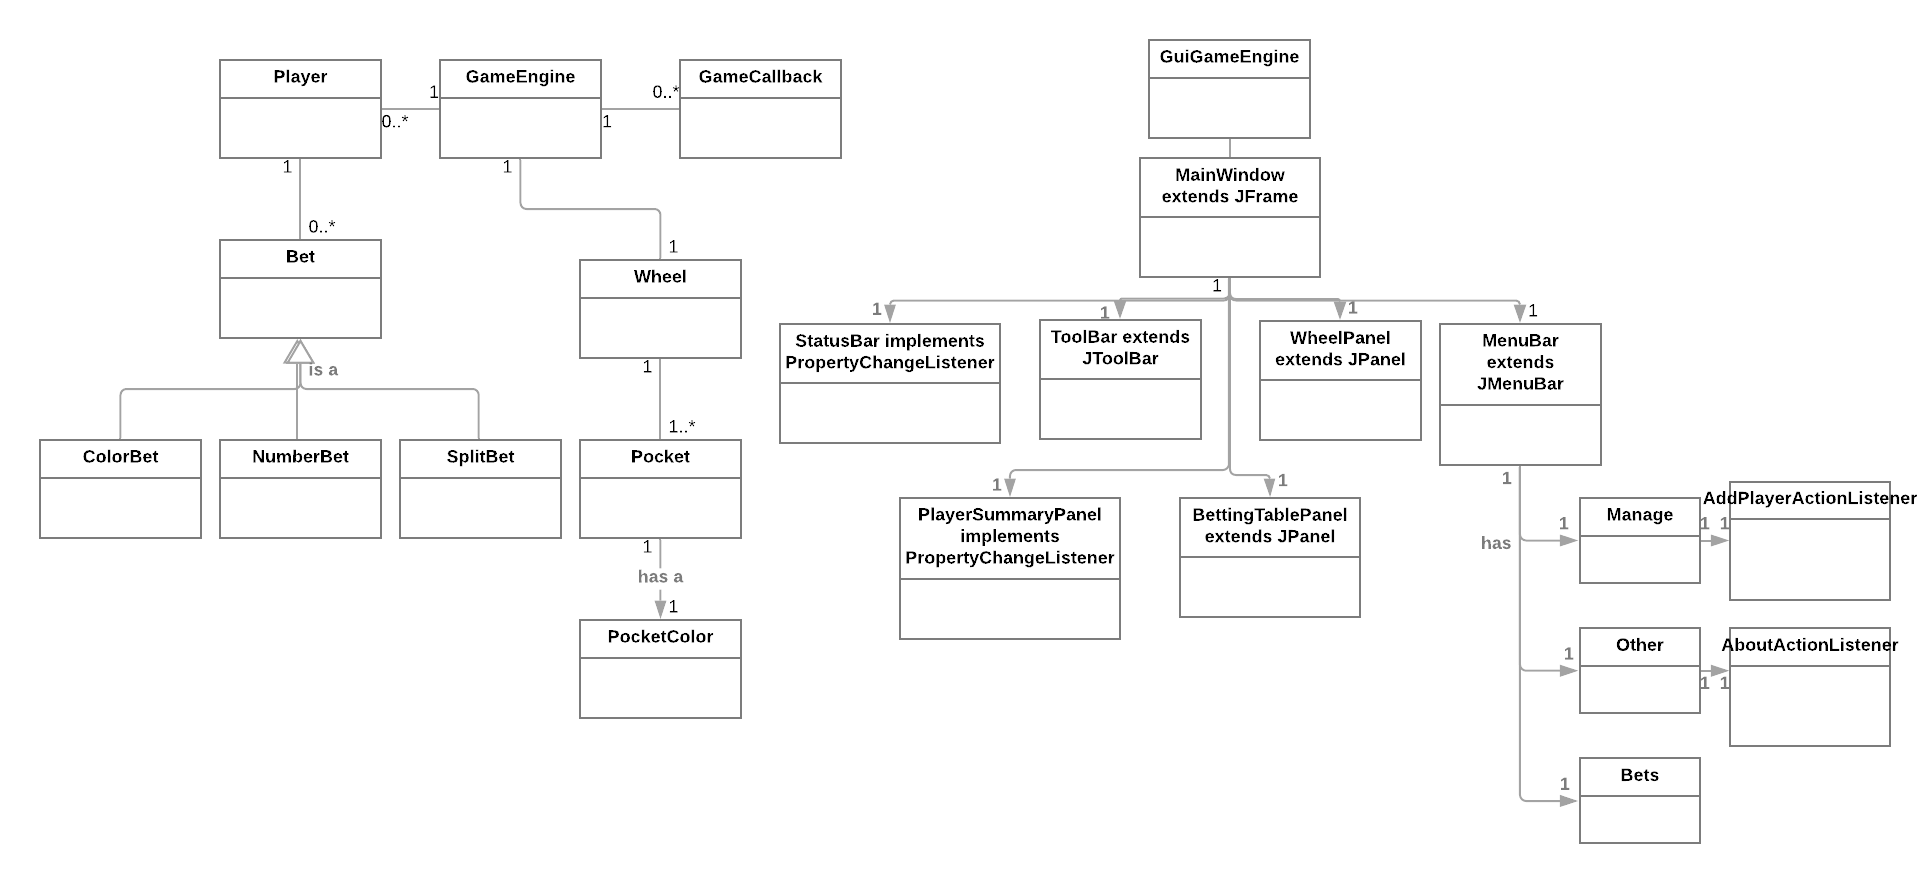 Player
GameEngine
GameCallback
1
0..*
0..*
1
1
0..*
1
1
Bet
is a
ColorBet
NumberBet
SplitBet
Wheel
1
1..*
Pocket
1
has a
1
PocketColor
GuiGameEngine
MainWindow
extends JFrame
1
1
StatusBar implements
PropertyChangeListener
1
ToolBar extends
JToolBar
1
WheelPanel
extends JPanel
1
MenuBar
extends
JMenuBar
1
PlayerSummaryPanel
implements
PropertyChangeListener
1
BettingTablePanel
extends JPanel
1
has
1
Manage
1 1
AddPlayerActionListener
1
Other
1 1
AboutActionListener
1
Bets